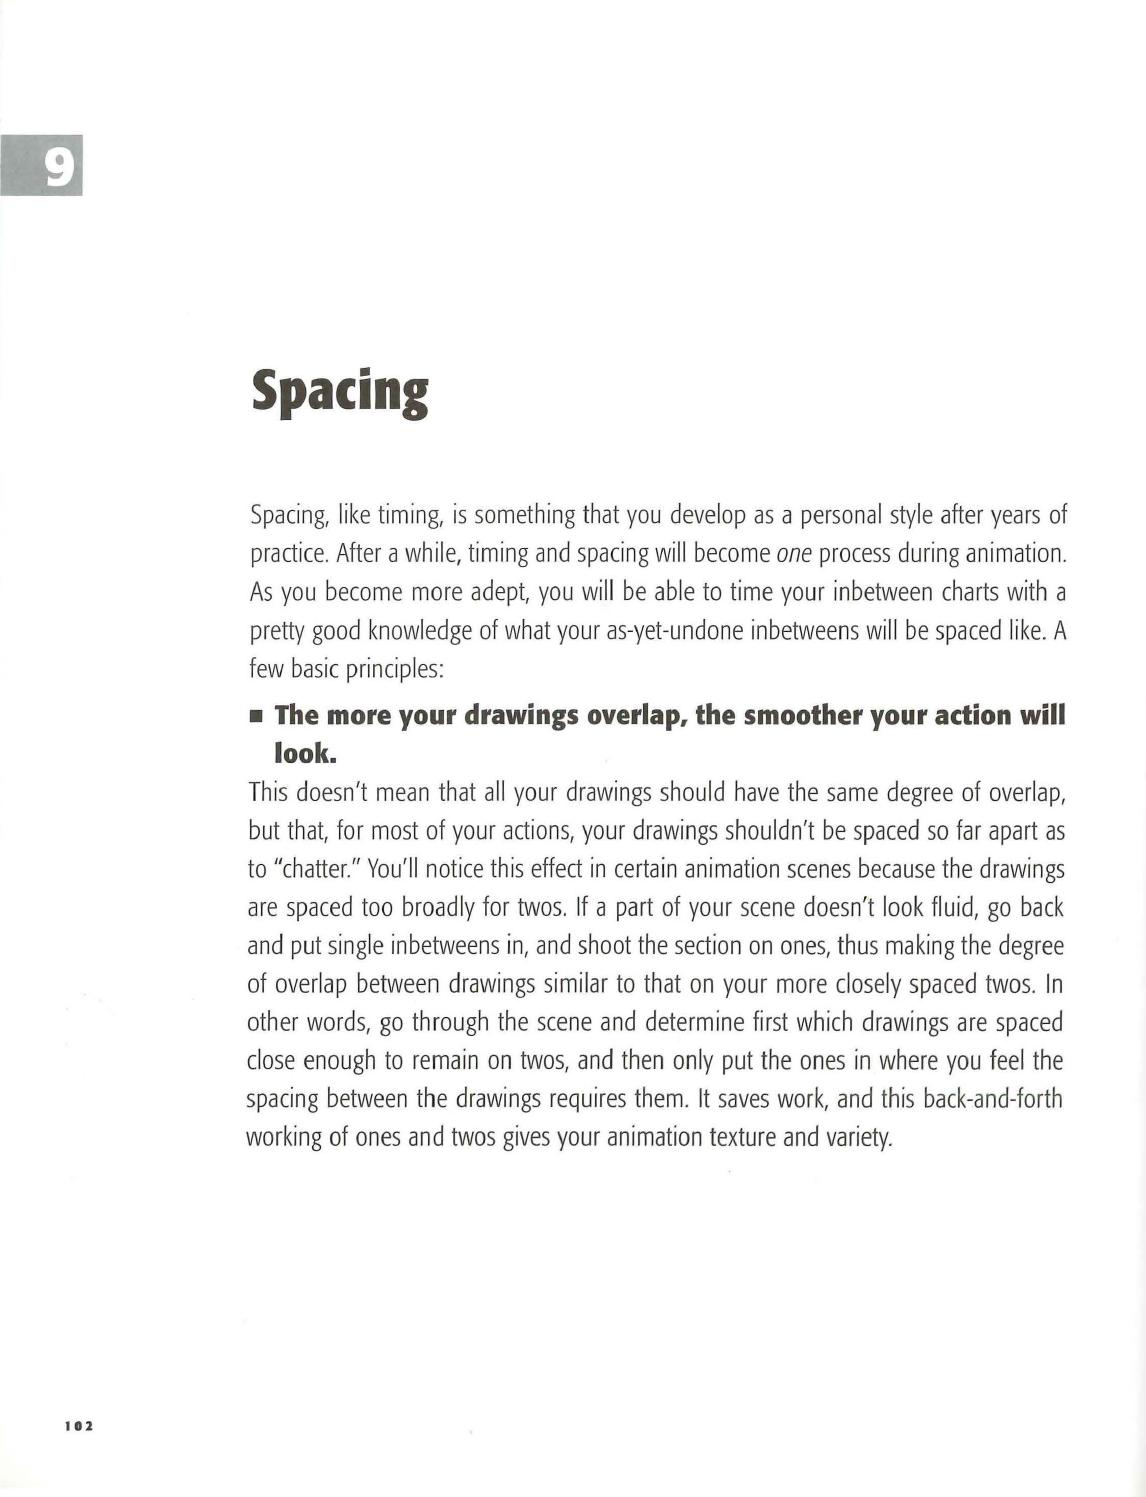 9
Spacing
Spacing, like timing, is something that you develop as a personal style after years of
practice. After a while, timing and spacing will become one process during animation.
As you become more adept, you will be able to time your inbetween charts with a
pretty good knowledge of what your as-yet-undone inbetweens will be spaced like. A
few basic principles:
■ The more your drawings overlap, the smoother your action will
look.
This doesn't mean that all your drawings should have the same degree of overlap,
but that, for most of your actions, your drawings shouldn't be spaced so far apart as
to "chatter." You'll notice this effect in certain animation scenes because the drawings
are spaced too broadly for twos. If a part of your scene doesn't look fluid, go back
and put single inbetweens in, and shoot the section on ones, thus making the degree
of overlap between drawings similar to that on your more closely spaced twos. In
other words, go through the scene and determine first which drawings are spaced
close enough to remain on twos, and then only put the ones in where you feel the
spacing between the drawings requires them. It saves work, and this back-and-forth
working of ones and twos gives your animation texture and variety.
102